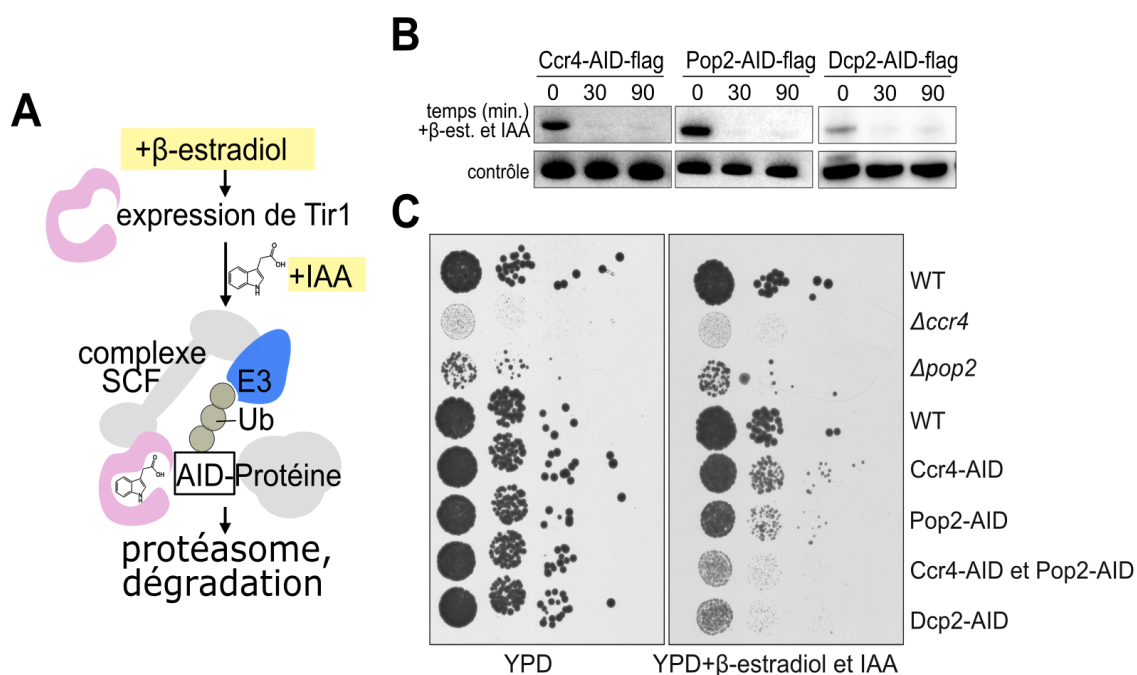 A
+β-estradiol
expression de Tir1
+IAA
complexe
SCF
E3
Ub
AID-Protéine
protéasome,
dégradation
B
Ccr4-AID-flag Pop2-AID-flag Dcp2-AID-flag
0 30 90 0 30 90 0 30 90
temps (min.)
+β-est. et IAA
contrôle
C
WT
Δccr4
Δpop2
WT
Ccr4-AID
Pop2-AID
Ccr4-AID et Pop2-AID
Dcp2-AID
YPD YPD+β-estradiol et IAA